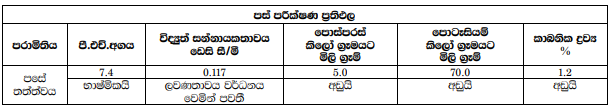 පස් පරීක්ෂණ ප්‍රතිඵල
පරාමිතිය පී.එච්.අගය විද්‍යුත් සන්නායකතාවය ඩෙසි සී/මී පොස්පරස් කිලෝ ග්‍රෑමයට මිලි ග්‍රෑම් පොටෑසියම් කිලෝ ග්‍රෑමයට මිලි ග්‍රෑම් කාබනික ද්‍රව්‍ය %
පසේ තත්ත්වය 7.4 0.117 5.0 70.0 1.2
භාෂ්මිකයි ලවණතාවය වර්ධනය වෙමින් පවතී අඩුයි අඩුයි අඩුයි